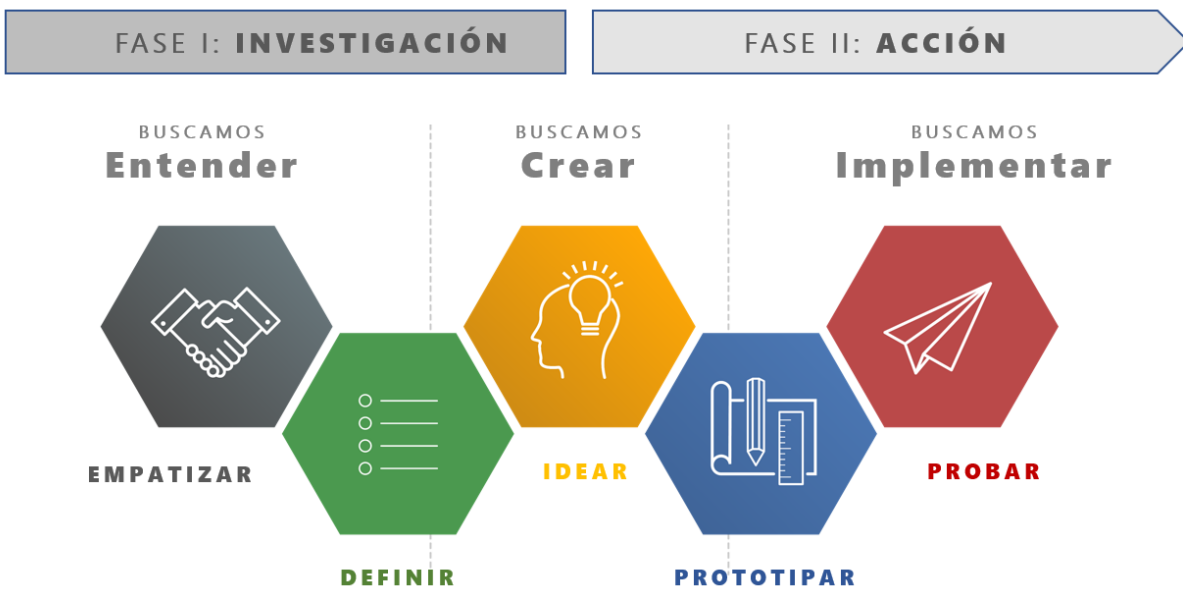 FASE I: INVESTIGACIÓN
FASE II: ACCIÓN
BUSCAMOS
Entender
BUSCAMOS
Crear
BUSCAMOS
Implementar
EMPATIZAR
IDEAR
PROBAR
DEFINIR
PROTOTIPAR